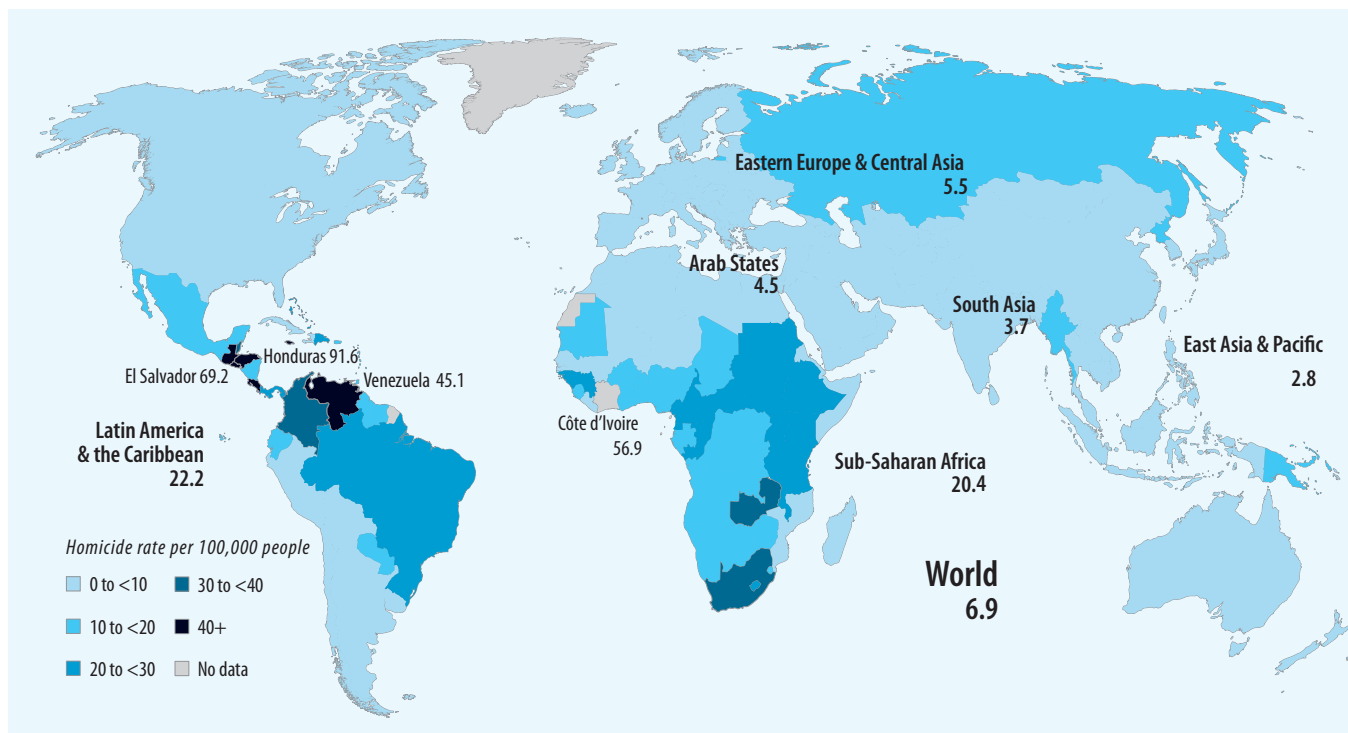 Eastern Europe & Central Asia
5.5
Arab States
4.5
South Asia
3.7
East Asia & Pacific
2.8
Honduras 91.6
El Salvador 69.2
Venezuela 45.1
Côte d’Ivoire
56.9
Latin America
& the Caribbean
22.2
Sub-Saharan Africa
20.4
World
6.9
Homicide rate per 100,000 people
0 to <10
30 to <40
10 to <20
40+
20 to <30
No data